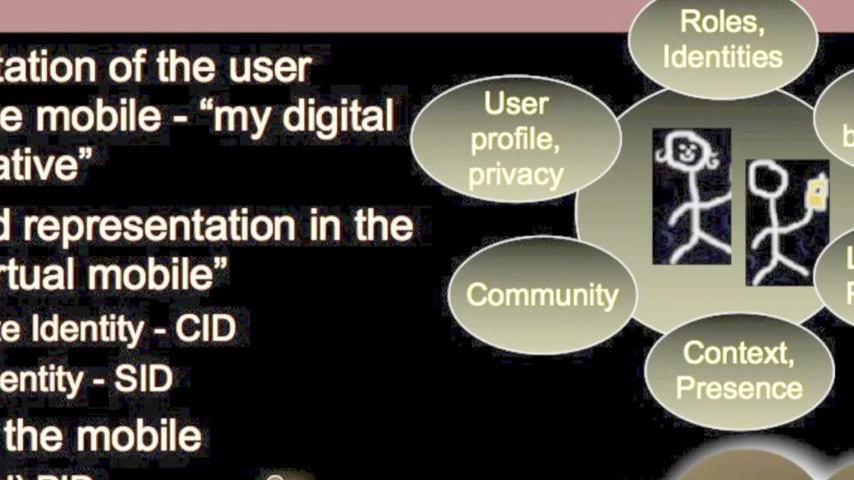 tation of the user
e mobile - “my digital
ative”
d representation in the
rtual mobile”
te Identity - CID
entity - SID
the mobile
Roles,
Identities
User
profile,
privacy
Community
Context,
Presence